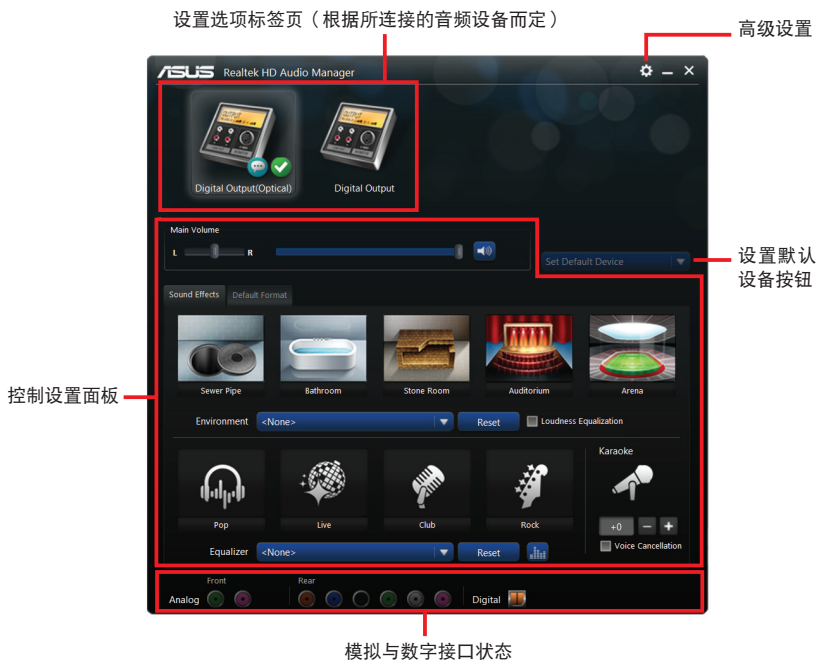 设置选项标签页（根据所连接的音频设备而定）
高级设置
ASUS Realtek HD Audio Manager
Digital Output(Optical)
Digital Output
Main Volume
L
R
Set Default Device
设置默认
设备按钮
Sound Effects
Default Format
控制设置面板
Sewer Pipe
Bathroom
Stone Room
Auditorium
Arena
Environment
<None>
Reset
Loudness Equalization
Karaoke
Pop
Live
Club
Rock
+0
Equalizer
<None>
Reset
Voice Cancellation
Front
Rear
Analog
Digital
模拟与数字接口状态